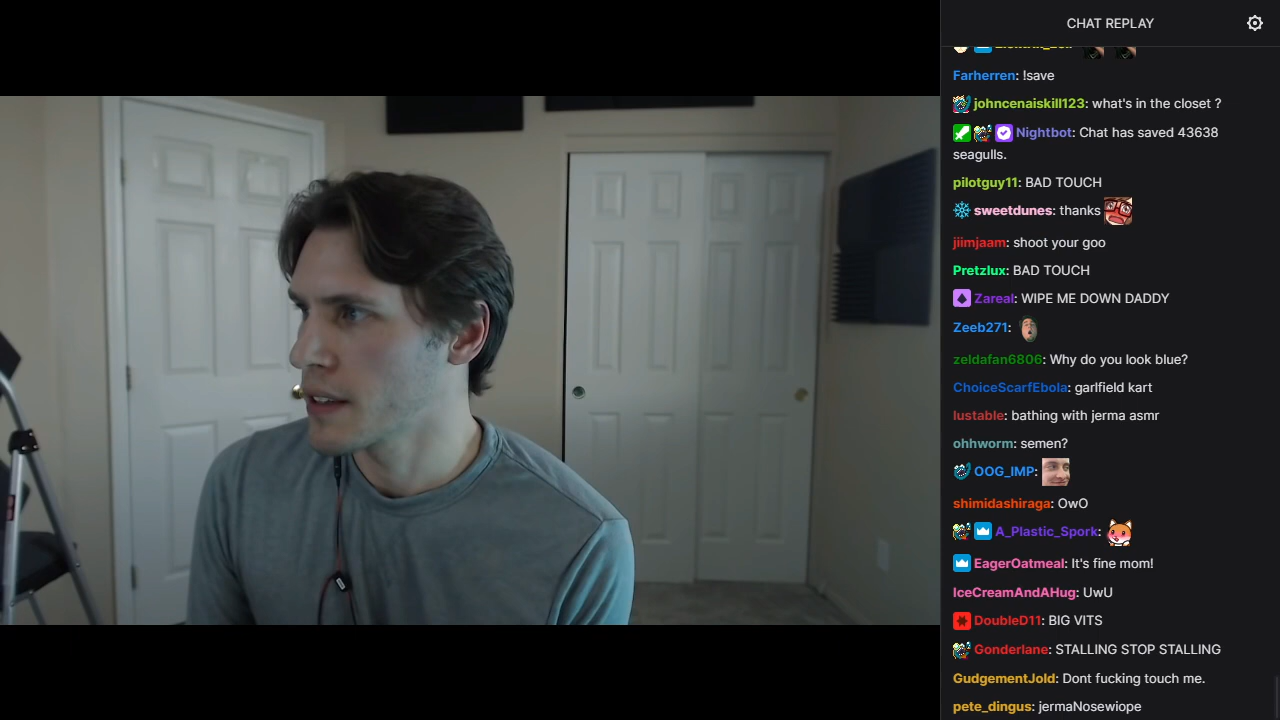 CHAT REPLAY
Farherren: !save
johncenaiskill123: what's in the closet ?
Nightbot: Chat has saved 43638
seagulls.
pilotguy11: BAD TOUCH
sweetdunes: thanks
jiimjaam: shoot your goo
Pretzlux: BAD TOUCH
Zareal: WIPE ME DOWN DADDY
Zeeb271:
zeldafan6806: Why do you look blue?
ChoiceScarfEbola: garlfield kart
lustable: bathing with jerma asmr
ohhworm: semen?
OOG_IMP:
shimidashiraga: OwO
A_Plastic_Spork:
EagerOatmeal: It's fine mom!
IceCreamAndAHug: UwU
DoubleD11: BIG VITS
Gonderlane: STALLING STOP STALLING
GudgementJold: Dont fucking touch me.
pete_dingus: jermaNosewiope